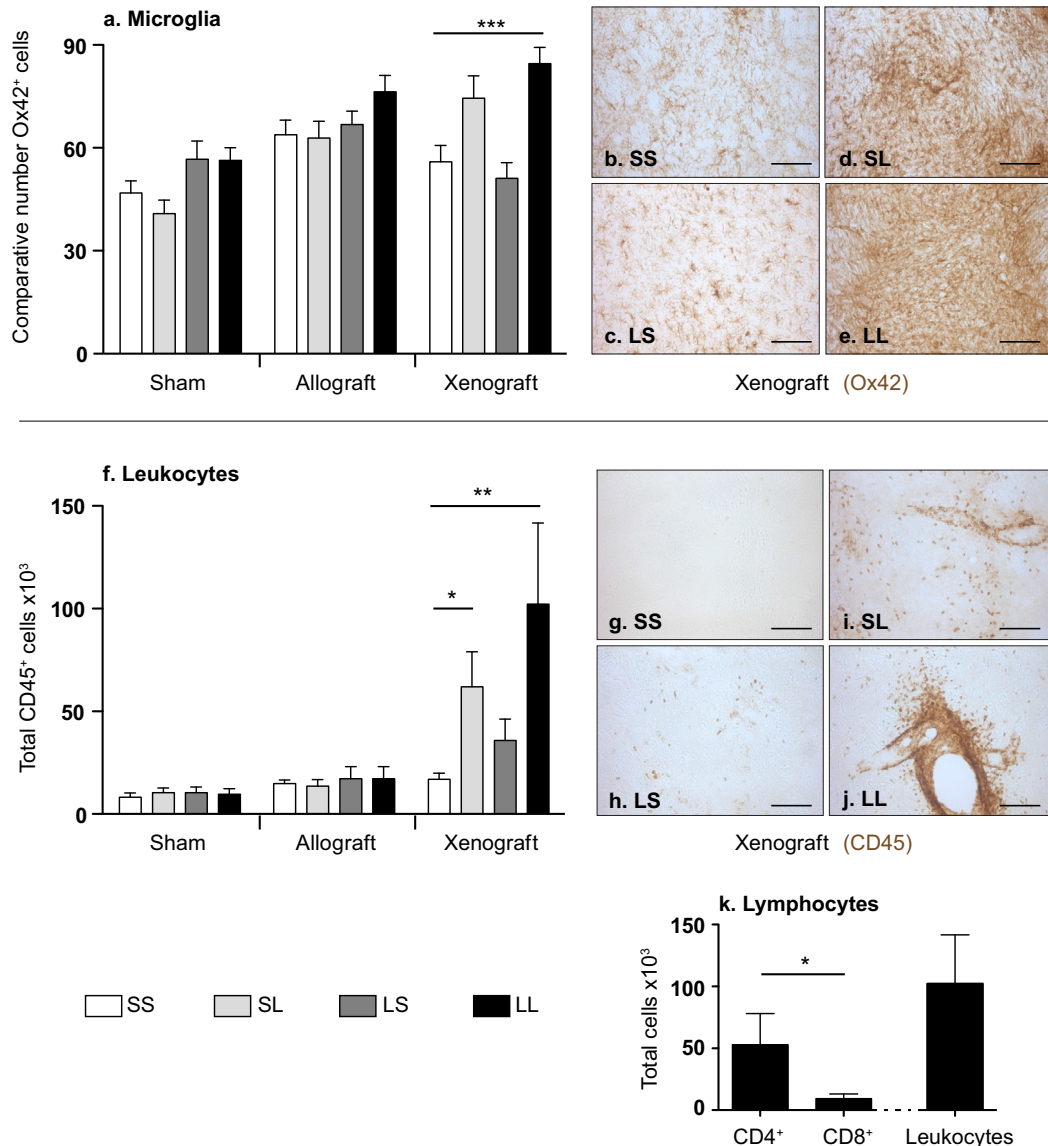 a. Microglia
Comparative number Ox42⁺ cells
90
60
30
0
***
Sham Allograft Xenograft
b. SS
d. SL
c. LS
e. LL
Xenograft (Ox42)
f. Leukocytes
Total CD45⁺ cells x10³
150
100
50
0
**
*
Sham Allograft Xenograft
g. SS
i. SL
h. LS
j. LL
Xenograft (CD45)
SS SL LS LL
k. Lymphocytes
Total cells x10³
150
100
50
0
*
CD4⁺ CD8⁺ Leukocytes